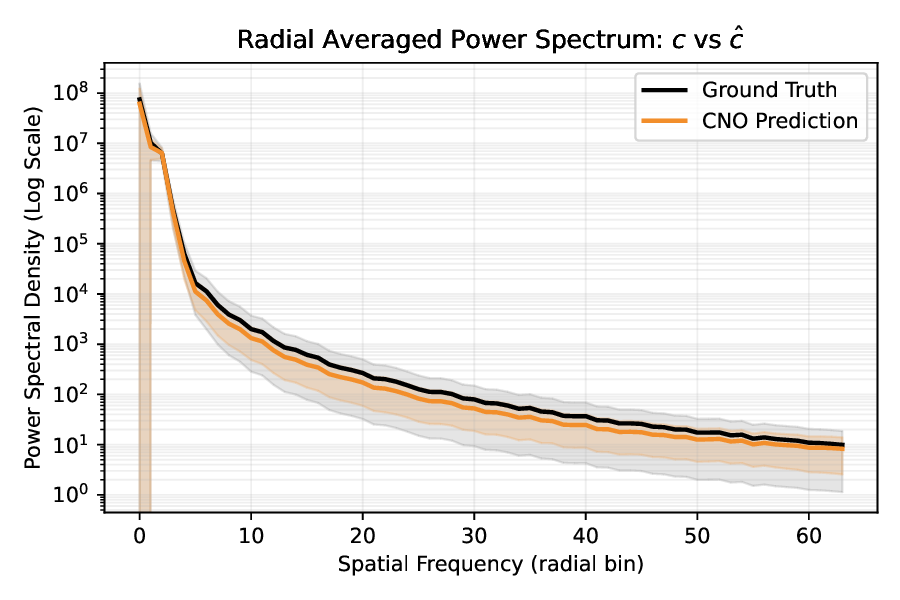 Radial Averaged Power Spectrum: c vs ĉ
Power Spectral Density (Log Scale)
10⁸
10⁷
10⁶
10⁵
10⁴
10³
10²
10¹
10⁰
Ground Truth
CNO Prediction
0 10 20 30 40 50 60
Spatial Frequency (radial bin)